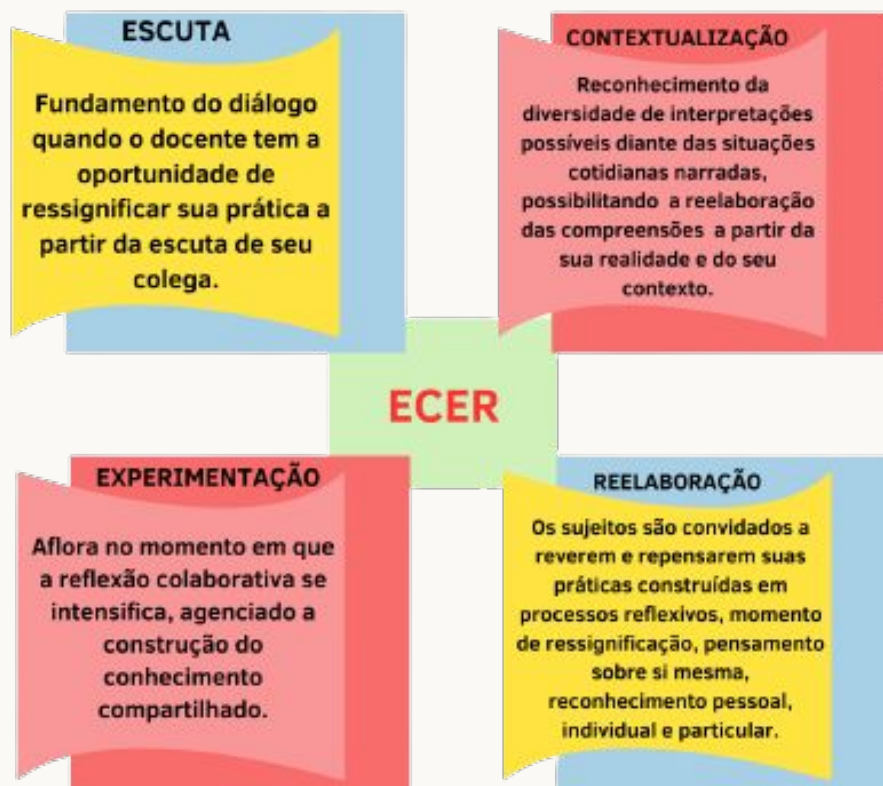 ESCUTA
Fundamento do diálogo
quando o docente tem a
oportunidade de
ressignificar sua prática a
partir da escuta de seu
colega.
CONTEXTUALIZAÇÃO
Reconhecimento da
diversidade de interpretações
possíveis diante das situações
cotidianas narradas,
possibilitando a reelaboração
das compreensões a partir da
sua realidade e do seu
contexto.
ECER
EXPERIMENTAÇÃO
Aflora no momento em que
a reflexão colaborativa se
intensifica, agenciado a
construção do
conhecimento
compartilhado.
REELABORAÇÃO
Os sujeitos são convidados a
reverem e repensarem suas
práticas construídas em
processos reflexivos, momento
de ressignificação, pensamento
sobre si mesma,
reconhecimento pessoal,
individual e particular.